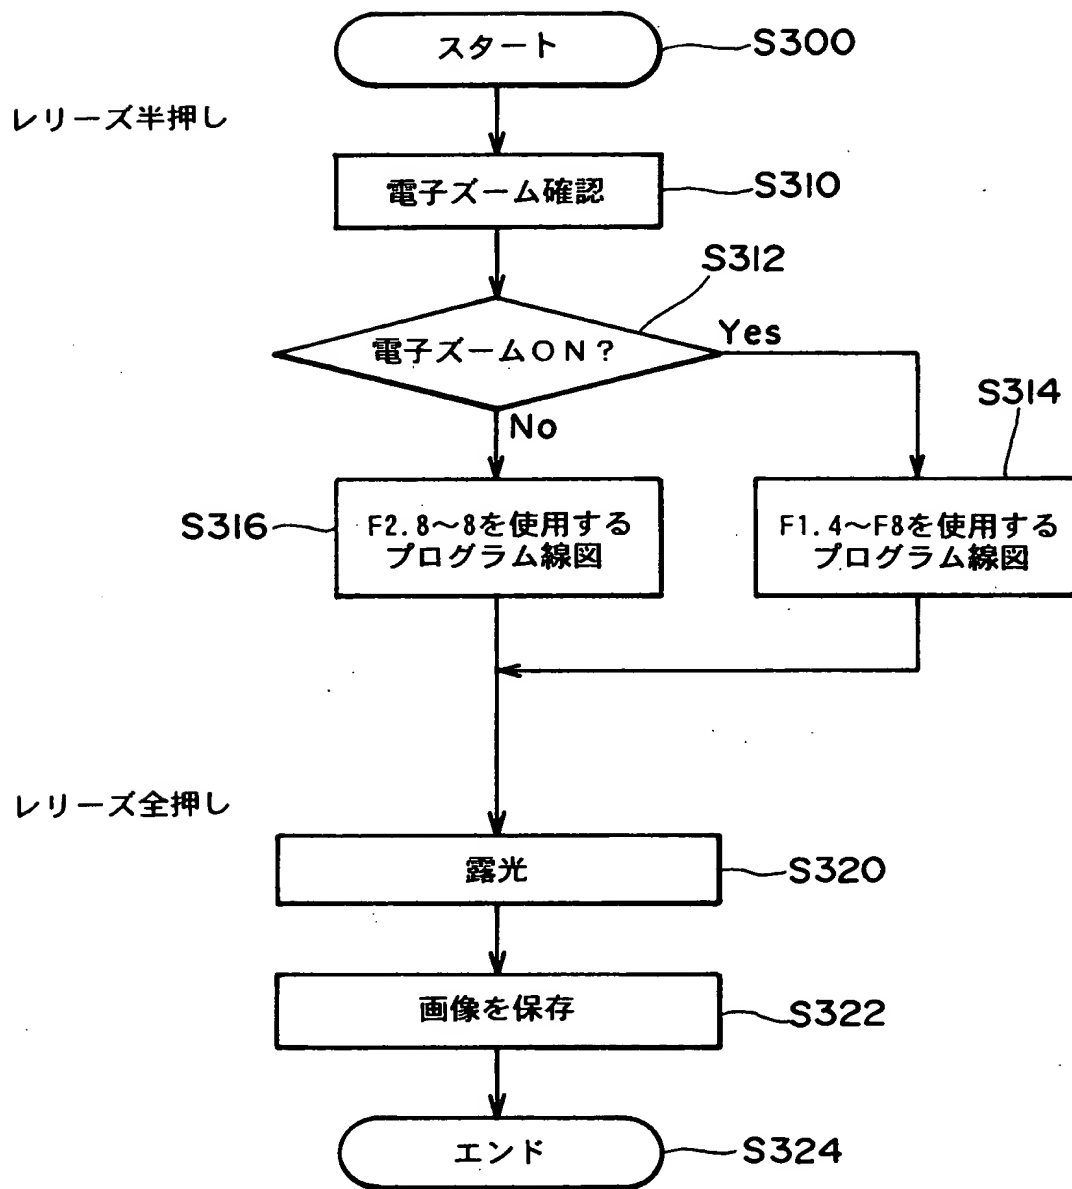 スタート
S300
レリーズ半押し
電子ズーム確認
S310
S312
電子ズームON?
Yes
No
S314
S316
F2.8～8を使用する
プログラム線図
F1.4～F8を使用する
プログラム線図
レリーズ全押し
露光
S320
画像を保存
S322
エンド
S324